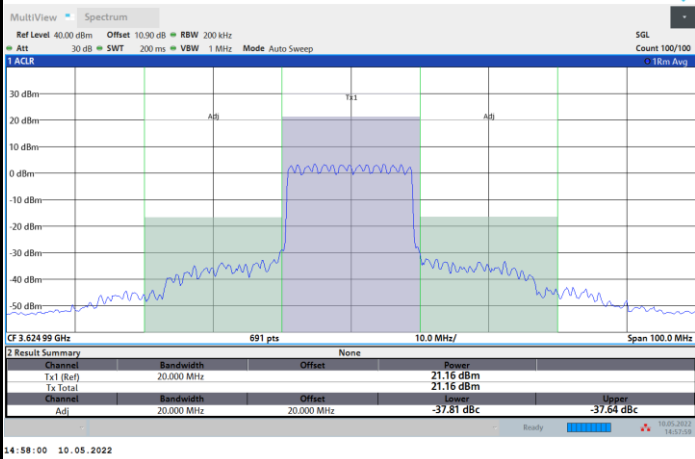 MultiView Spectrum
Ref Level 40.00 dBm Offset 10.90 dB RBW 200 kHz SGL
Att 30 dB SWT 200 ms VBW 1 MHz Mode Auto Sweep Count 100/100
1 ACLR 1Rm Avg
30 dBm
Tx1
20 dBm
Adj Adj
10 dBm
0 dBm
-10 dBm
-20 dBm
-30 dBm
-40 dBm
-50 dBm
CF 3.624 99 GHz 691 pts 10.0 MHz/ Span 100.0 MHz
2 Result Summary None
Channel Bandwidth Offset Power
Tx1 (Ref) 20.000 MHz 21.16 dBm
Tx Total 21.16 dBm
Channel Bandwidth Offset Lower Upper
Adj 20.000 MHz 20.000 MHz -37.81 dBc -37.64 dBc
Ready 10.05.2022
14:57:59
14:58:00 10.05.2022